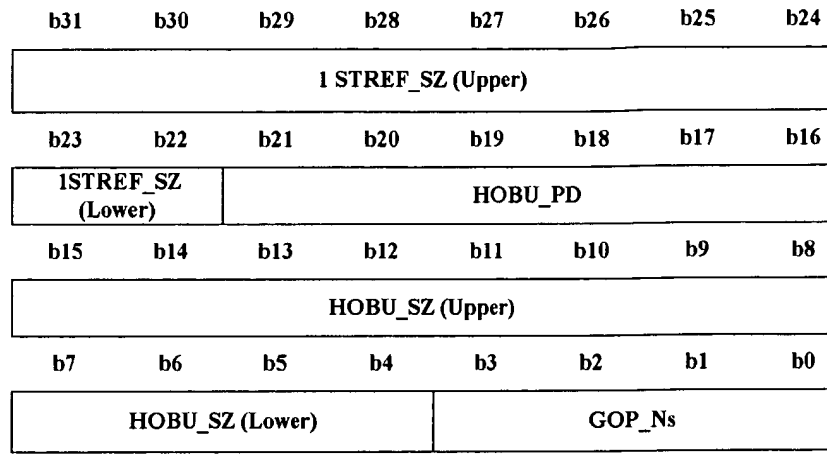 b31 b30 b29 b28 b27 b26 b25 b24
1 STREF_SZ (Upper)
b23 b22 b21 b20 b19 b18 b17 b16
1STREF_SZ
(Lower)
HOBU_PD
b15 b14 b13 b12 b11 b10 b9 b8
HOBU_SZ (Upper)
b7 b6 b5 b4 b3 b2 b1 b0
HOBU_SZ (Lower) GOP_Ns